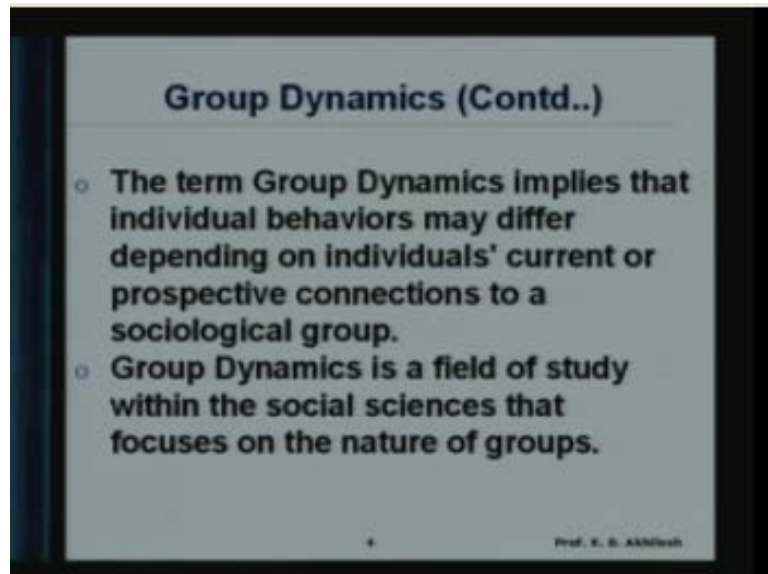 Group Dynamics (Contd..)
o The term Group Dynamics implies that
individual behaviors may differ
depending on individuals' current or
prospective connections to a
sociological group.
o Group Dynamics is a field of study
within the social sciences that
focuses on the nature of groups.
4
Prof. K. B. Akhilesh